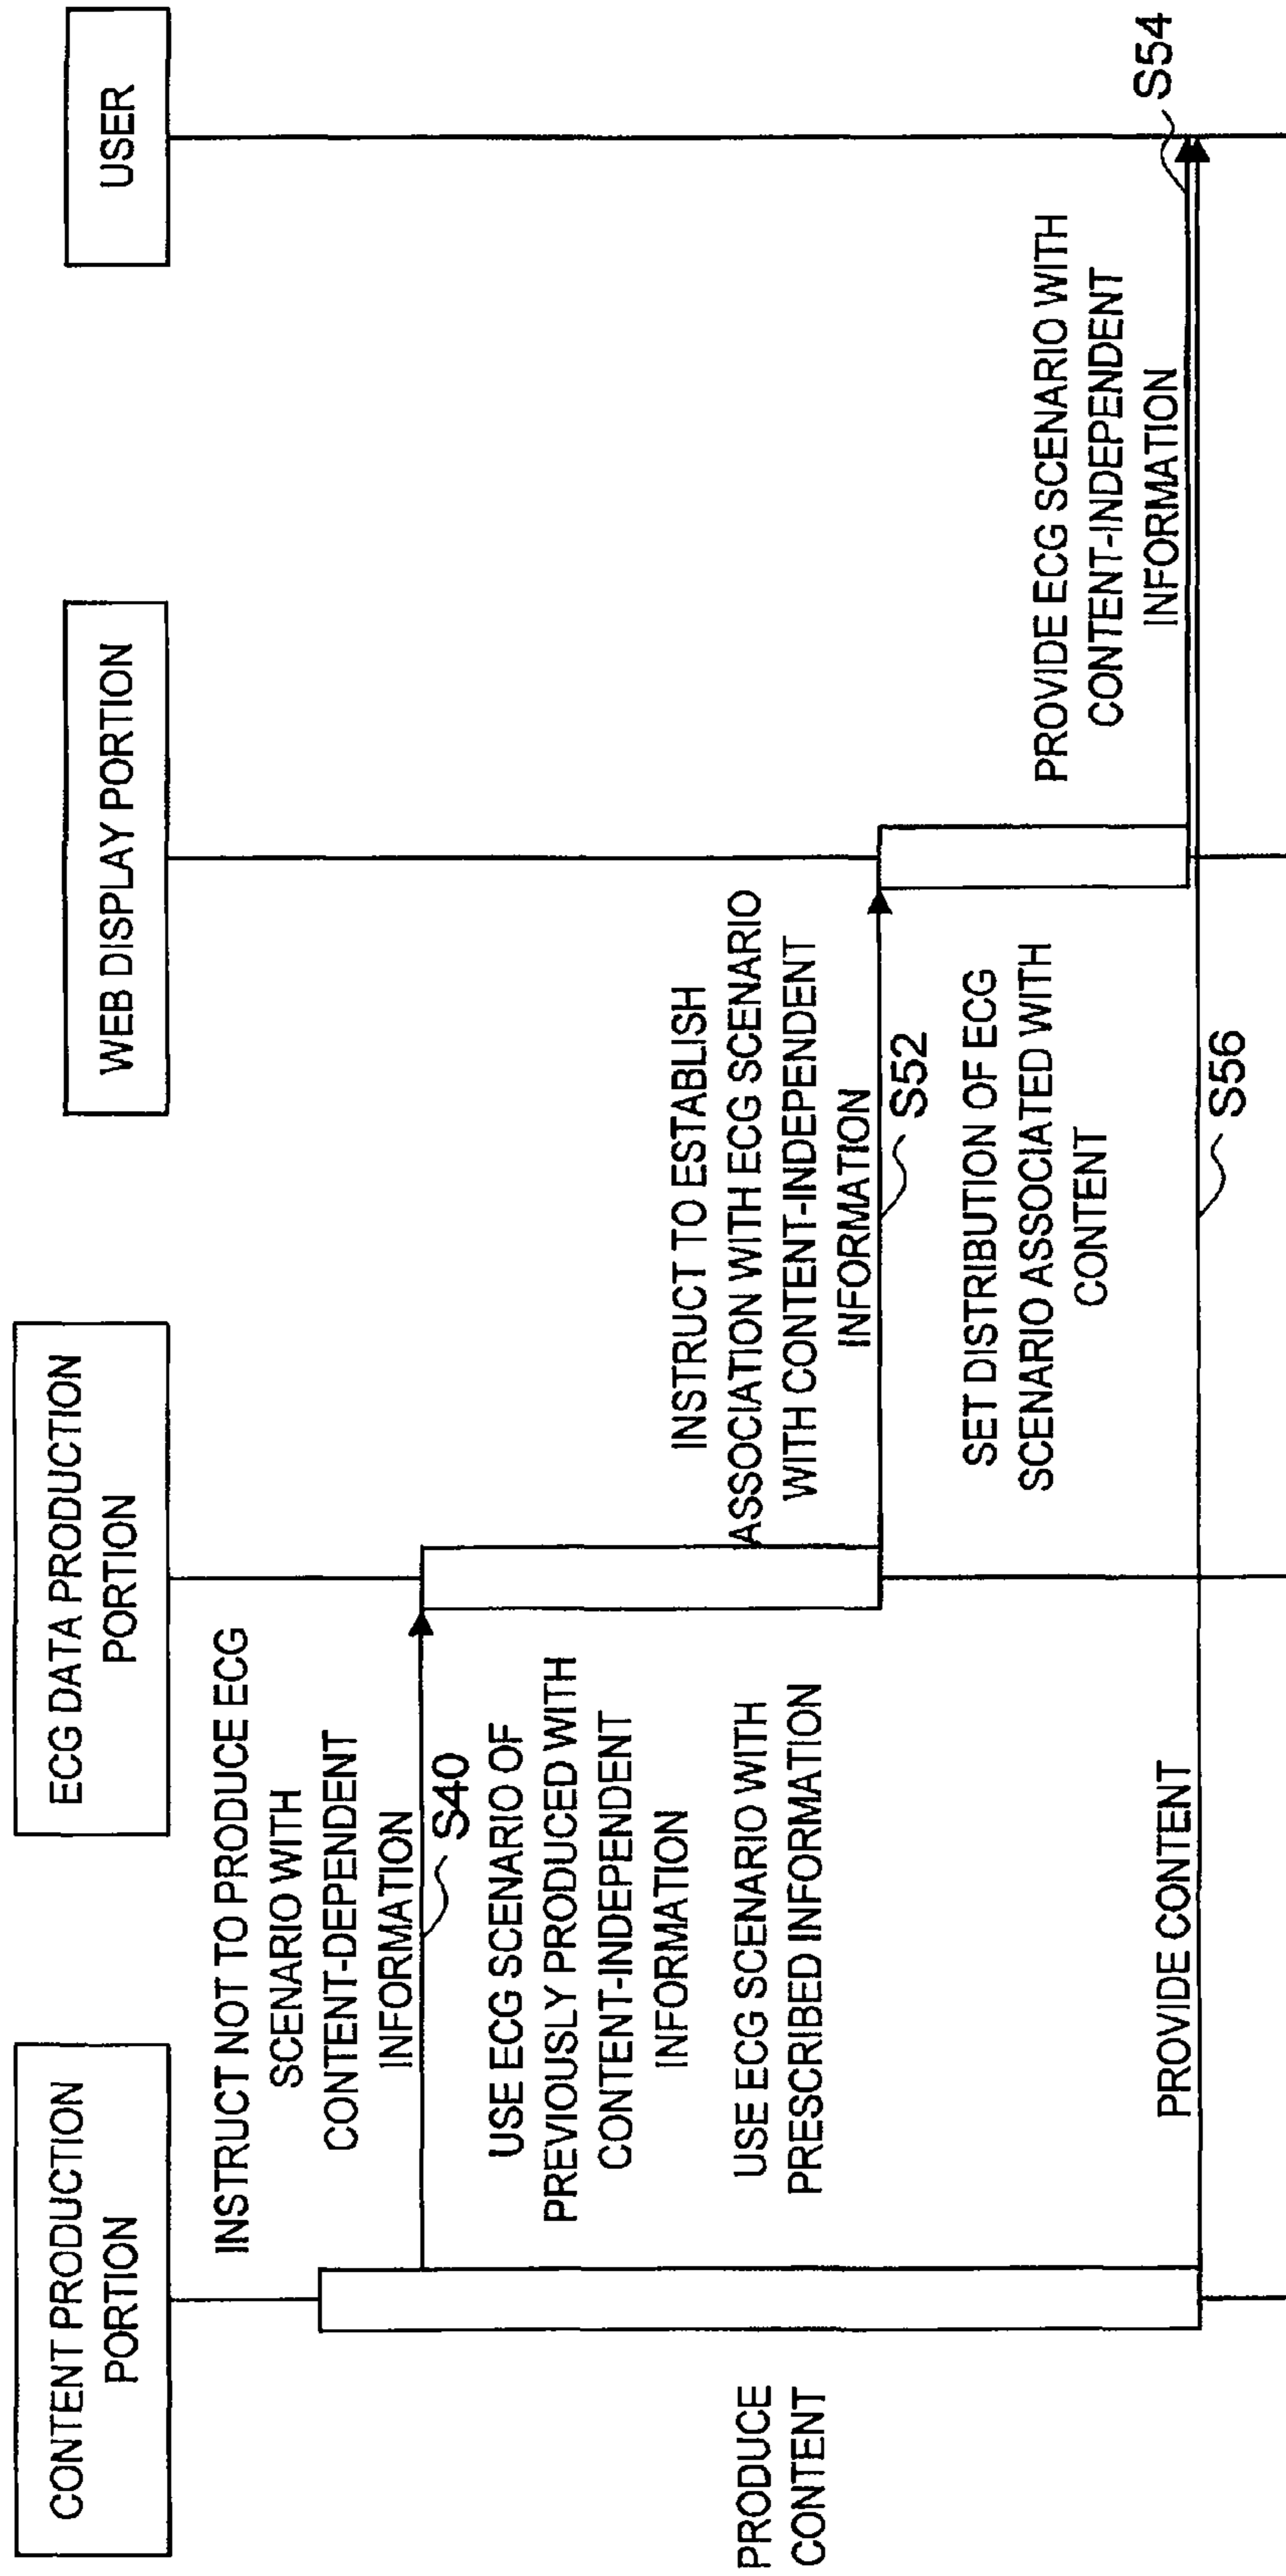 CONTENT PRODUCTION
PORTION
ECG DATA PRODUCTION
PORTION
WEB DISPLAY PORTION
USER
INSTRUCT NOT TO PRODUCE ECG
SCENARIO WITH
CONTENT-DEPENDENT
INFORMATION
S40
USE ECG SCENARIO OF
PREVIOUSLY PRODUCED WITH
CONTENT-INDEPENDENT
INFORMATION
USE ECG SCENARIO WITH
PRESCRIBED INFORMATION
PRODUCE
CONTENT
INSTRUCT TO ESTABLISH
ASSOCIATION WITH ECG SCENARIO
WITH CONTENT-INDEPENDENT
INFORMATION
S52
SET DISTRIBUTION OF ECG
SCENARIO ASSOCIATED WITH
CONTENT
PROVIDE ECG SCENARIO WITH
CONTENT-INDEPENDENT
INFORMATION
S54
PROVIDE CONTENT
S56